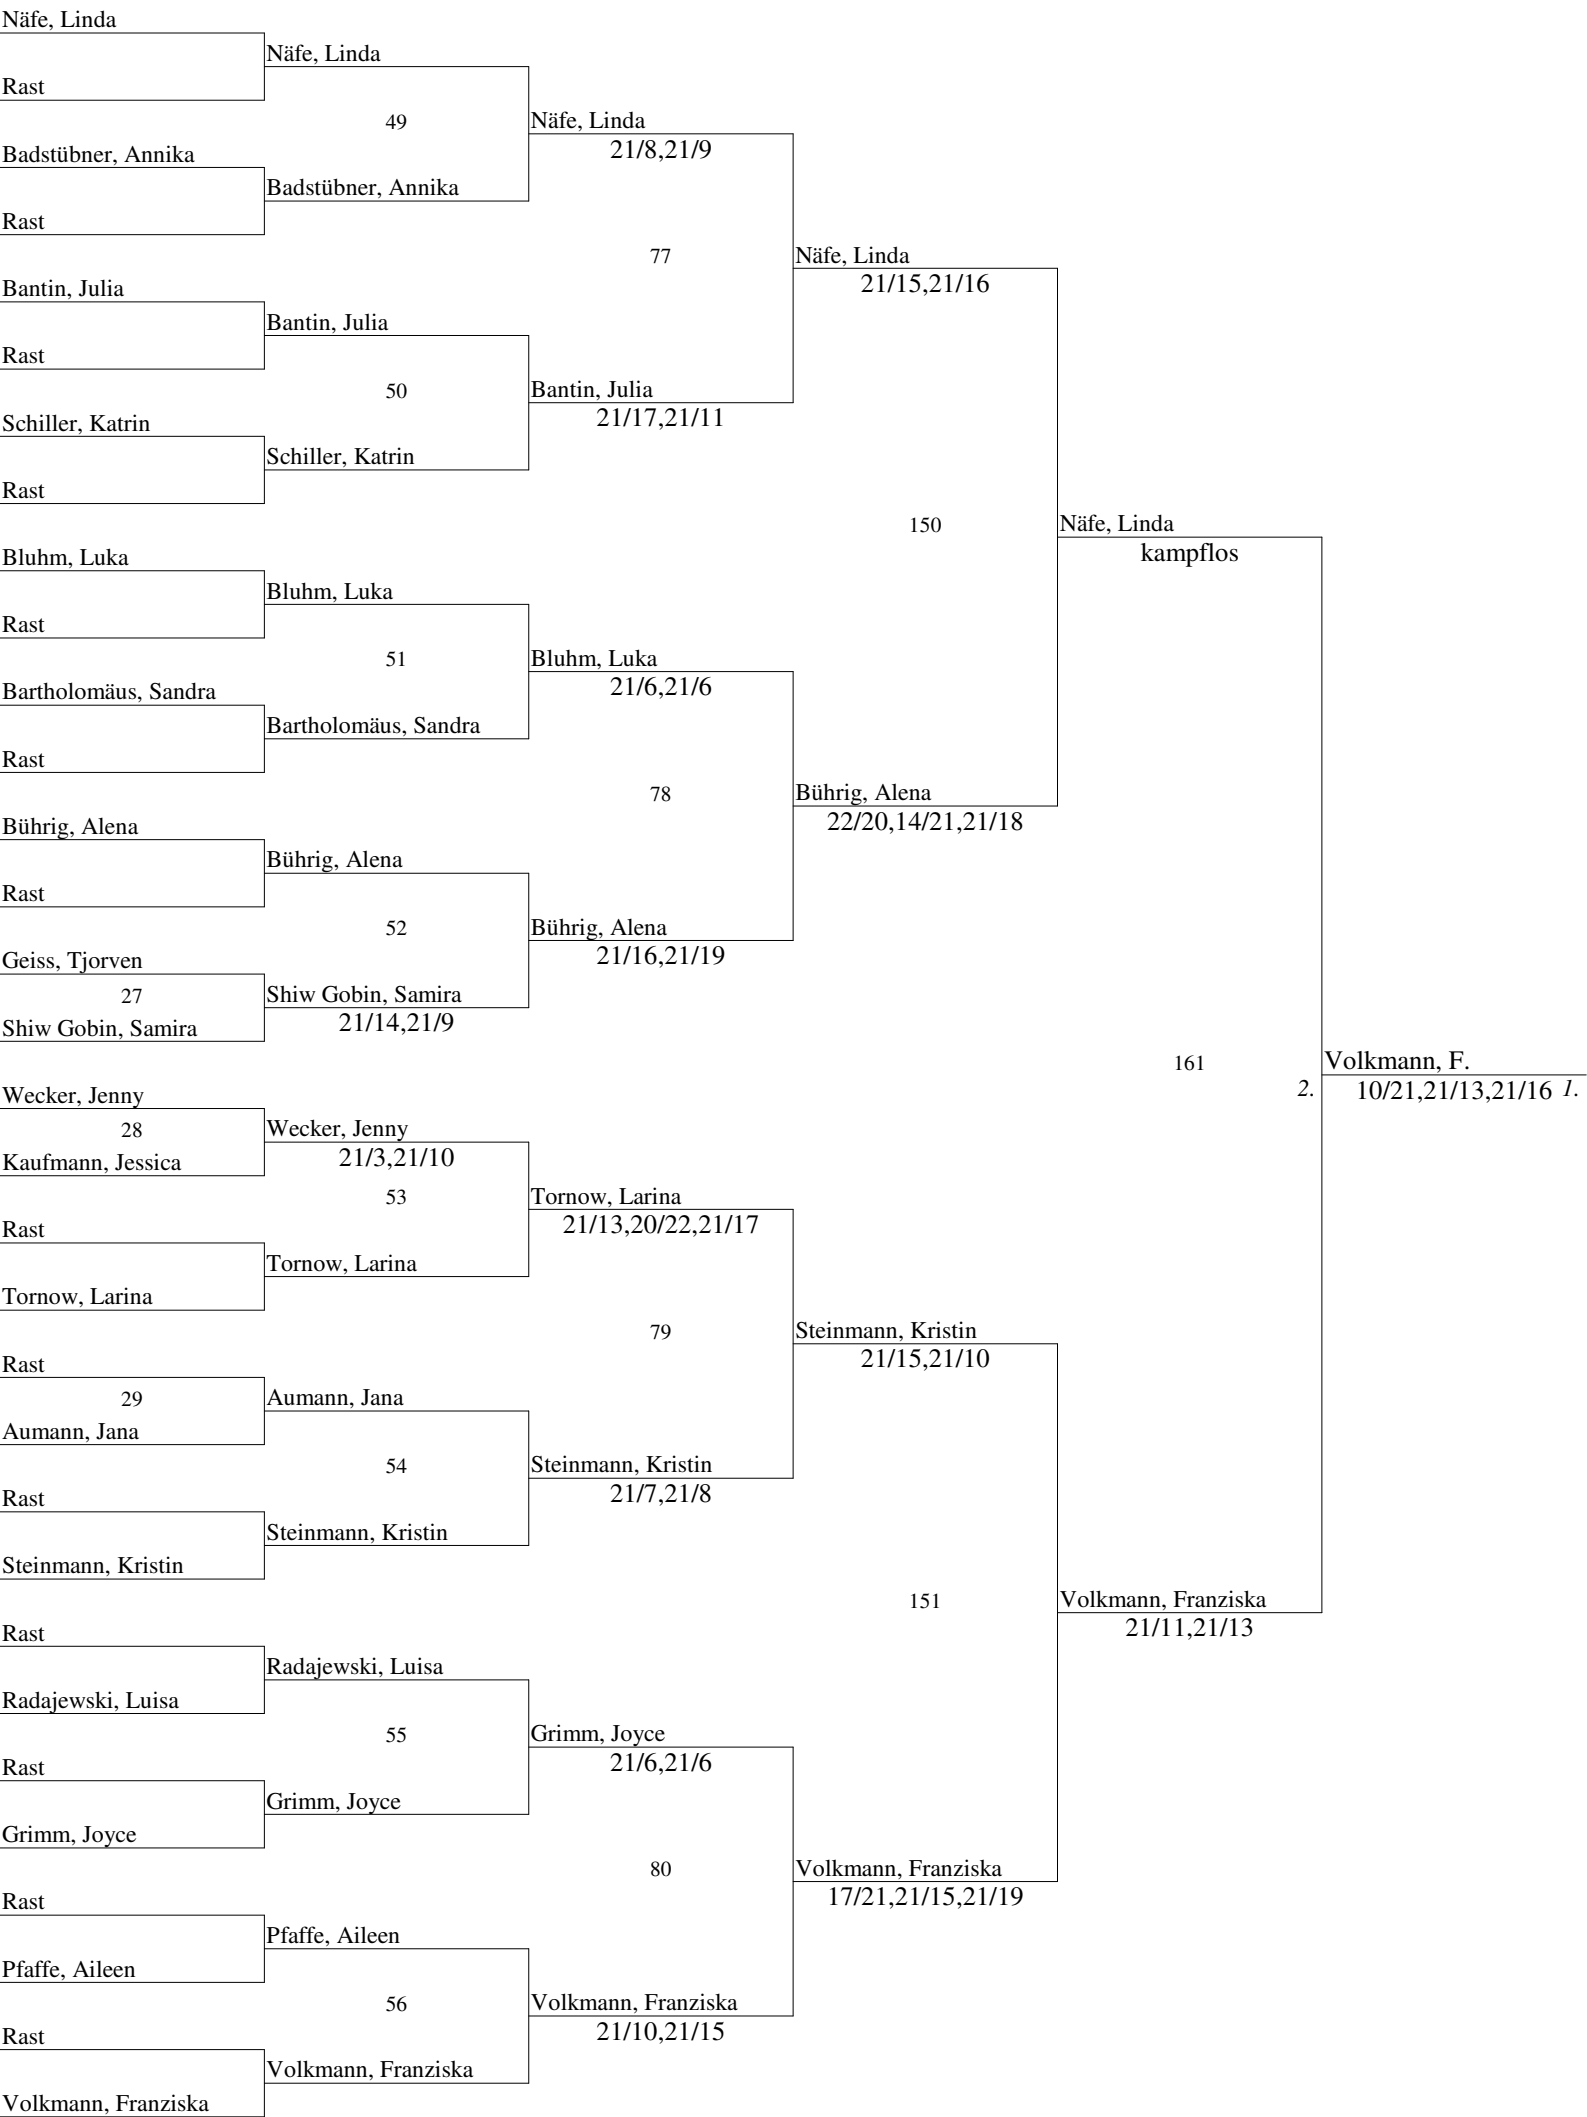 Näfe, Linda
Näfe, Linda
Rast
49
Näfe, Linda
21/8,21/9
Badstübner, Annika
Badstübner, Annika
Rast
77
Näfe, Linda
21/15,21/16
Bantin, Julia
Bantin, Julia
Rast
50
Bantin, Julia
21/17,21/11
Schiller, Katrin
Schiller, Katrin
Rast
150
Näfe, Linda
kampflos
Bluhm, Luka
Bluhm, Luka
Rast
51
Bluhm, Luka
21/6,21/6
Bartholomäus, Sandra
Bartholomäus, Sandra
Rast
78
Bührig, Alena
22/20,14/21,21/18
Bührig, Alena
Bührig, Alena
Rast
52
Bührig, Alena
21/16,21/19
Geiss, Tjorven
27
Shiw Gobin, Samira
Shiw Gobin, Samira
21/14,21/9
161
Volkmann, F.
2.
10/21,21/13,21/16 1.
Wecker, Jenny
28
Wecker, Jenny
Kaufmann, Jessica
21/3,21/10
53
Tornow, Larina
21/13,20/22,21/17
Rast
Tornow, Larina
Tornow, Larina
79
Steinmann, Kristin
21/15,21/10
Rast
29
Aumann, Jana
Aumann, Jana
54
Steinmann, Kristin
21/7,21/8
Rast
Steinmann, Kristin
Steinmann, Kristin
151
Volkmann, Franziska
21/11,21/13
Rast
Radajewski, Luisa
Radajewski, Luisa
55
Grimm, Joyce
21/6,21/6
Rast
Grimm, Joyce
Grimm, Joyce
80
Volkmann, Franziska
17/21,21/15,21/19
Rast
Pfaffe, Aileen
Pfaffe, Aileen
56
Volkmann, Franziska
21/10,21/15
Rast
Volkmann, Franziska
Volkmann, Franziska